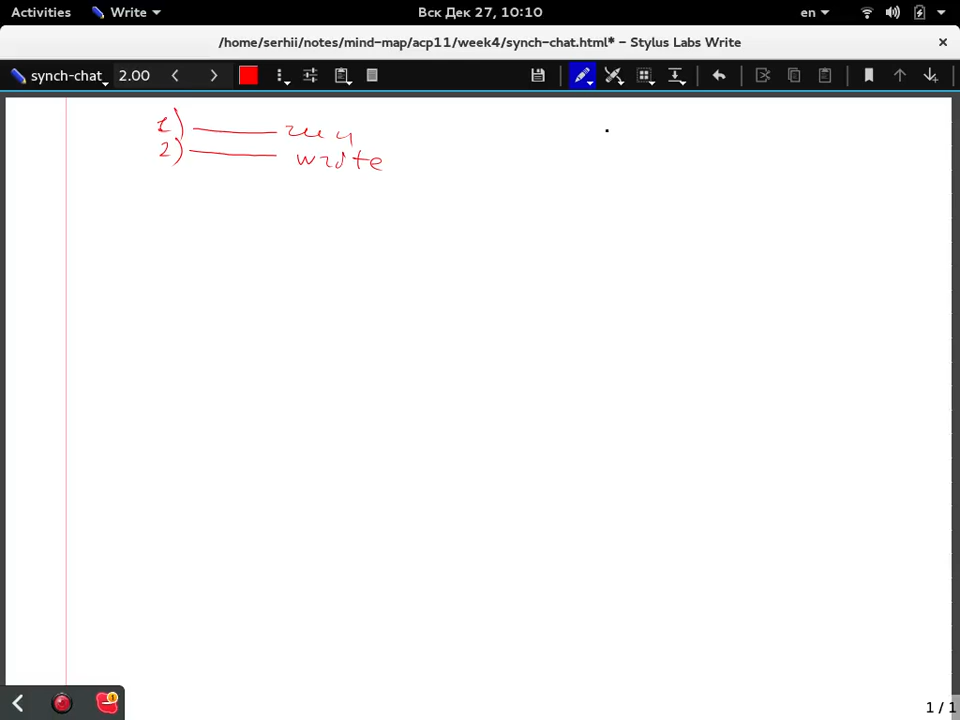 Activities Write Вск Дек 27, 10:10 en
/home/serhii/notes/mind-map/acp11/week4/synch-chat.html* – Stylus Labs Write ×
synch-chat 2.00
1)
2) write
1
1 / 1